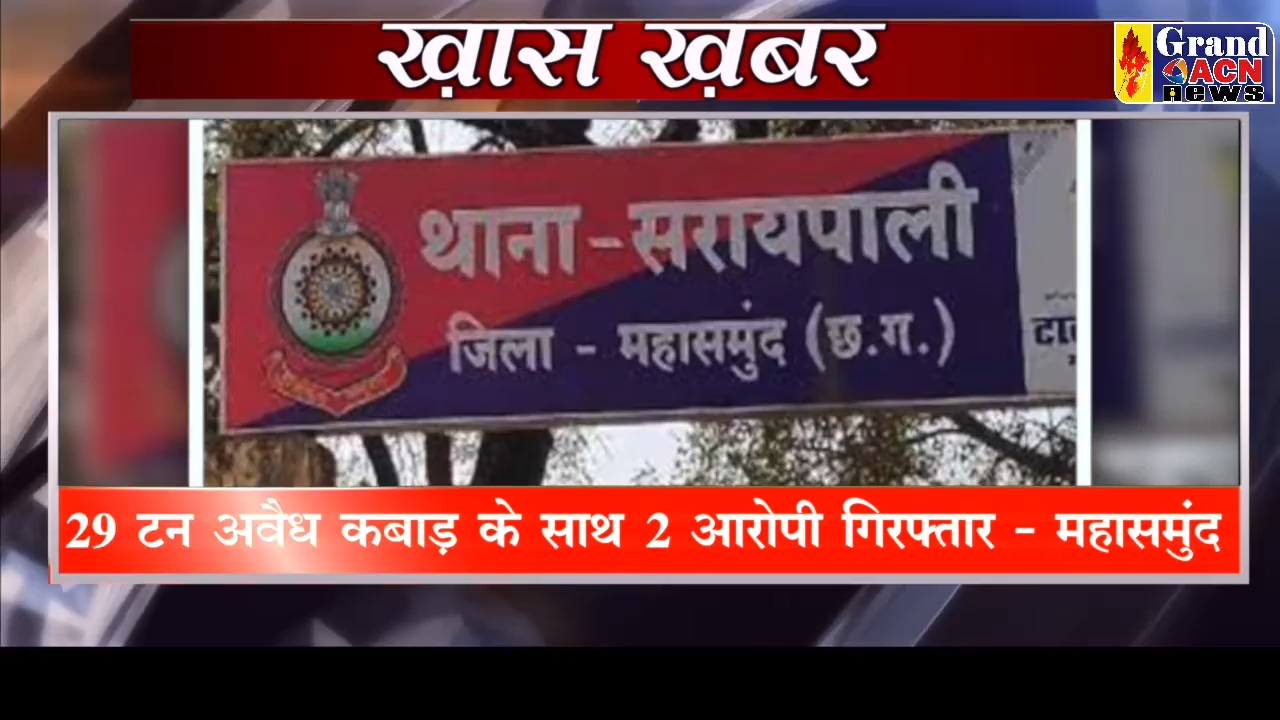 ख़ास ख़बर
Grand
ACN
news
थाना - सरायपाली
जिला - महासमुंद (छ.ग.)
29 टन अवैध कबाड़ के साथ 2 आरोपी गिरफ्तार - महासमुंद